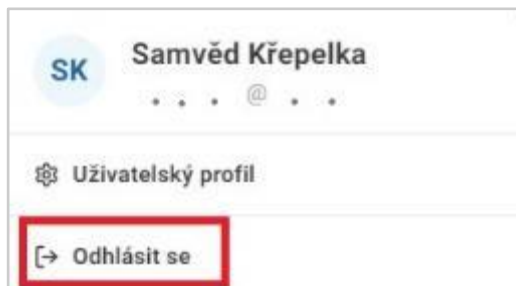 SK
Samvěd Křepelka
. . . @ . .
Uživatelský profil
Odhlásit se